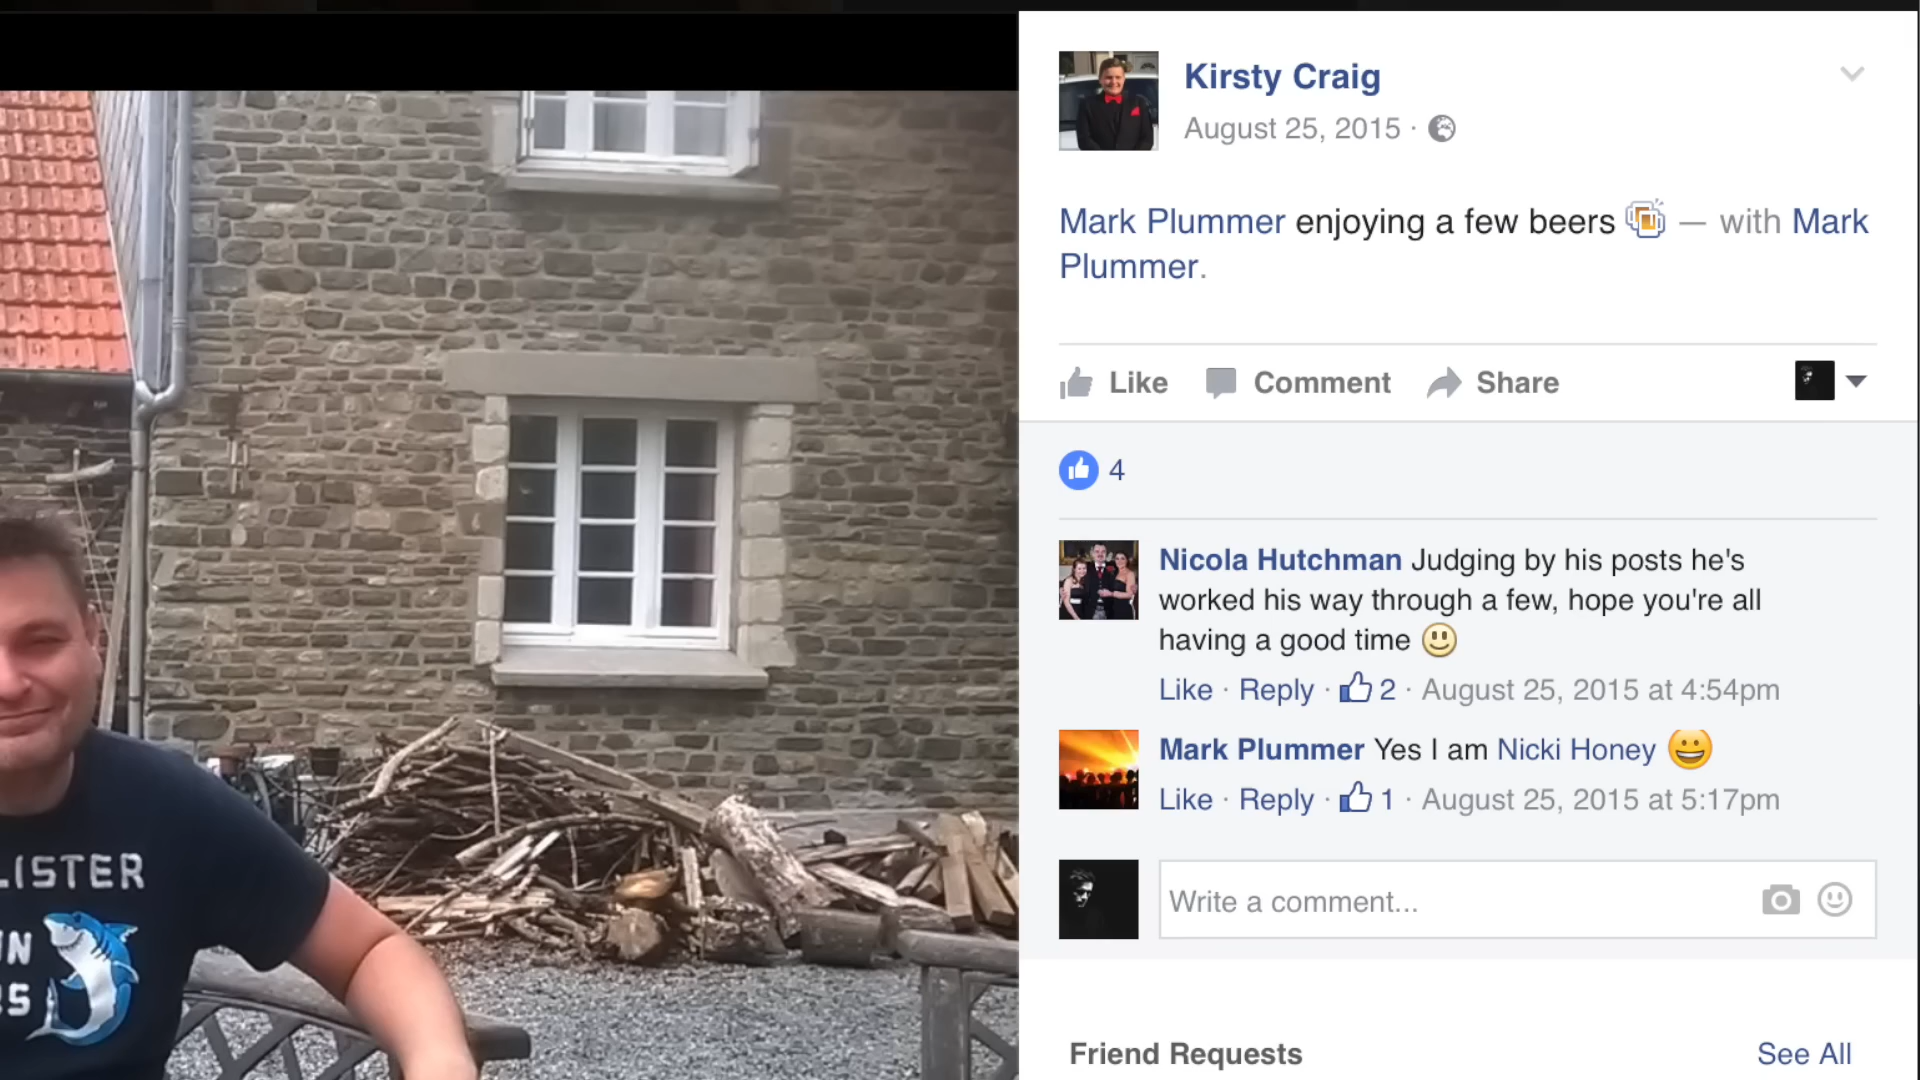 Kirsty Craig
August 25, 2015 ·
Mark Plummer enjoying a few beers 🍻 — with Mark
Plummer.
Like Comment Share
4
Nicola Hutchman Judging by his posts he's
worked his way through a few, hope you're all
having a good time 🙂
Like · Reply · 2 · August 25, 2015 at 4:54pm
Mark Plummer Yes I am Nicki Honey 😀
Like · Reply · 1 · August 25, 2015 at 5:17pm
Write a comment...
Friend Requests See All
LISTER